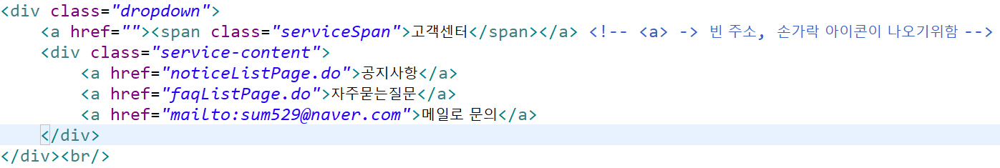 <div class="dropdown">
<a href=""><span class="serviceSpan">고객센터</span></a> <!-- <a> -> 빈 주소, 손가락 아이콘이 나오기위함 -->
<div class="service-content">
<a href="noticeListPage.do">공지사항</a>
<a href="faqListPage.do">자주묻는질문</a>
<a href="mailto:sum529@naver.com">메일로 문의</a>
</div>
</div><br/>